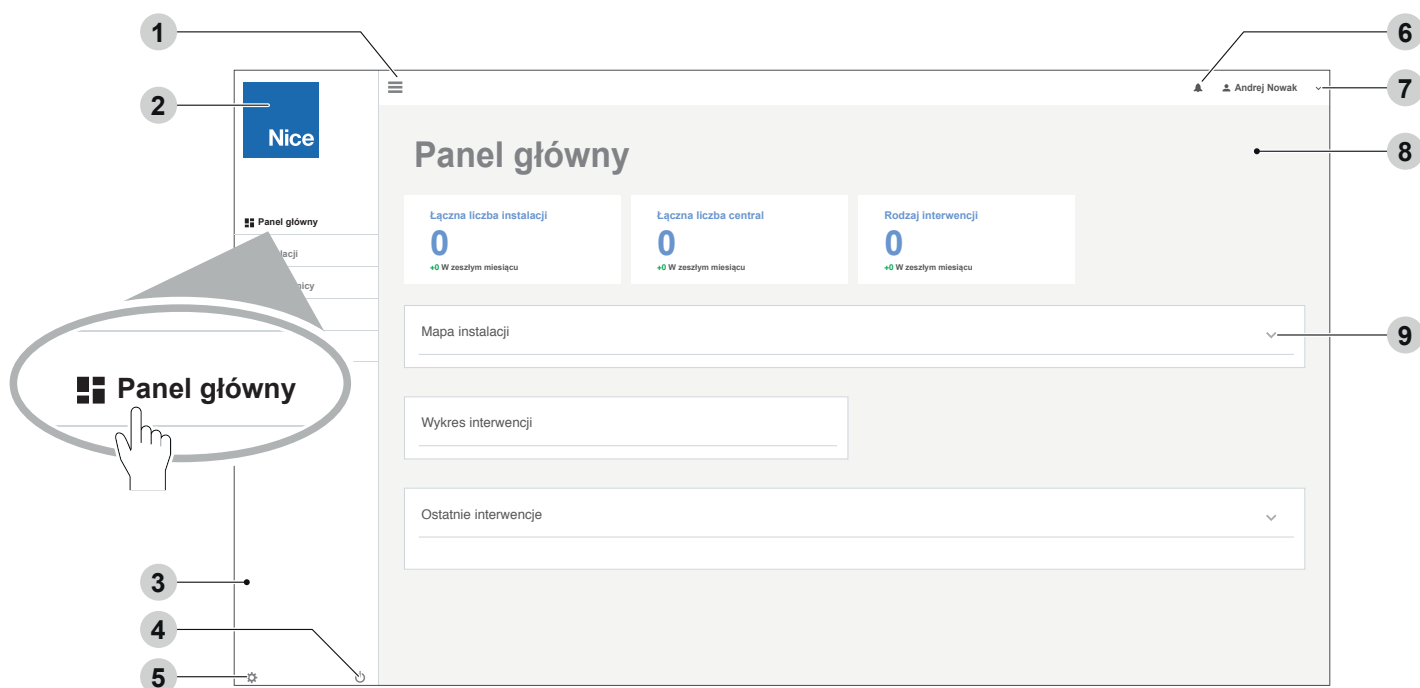 1
6
Andrej Nowak
7
2
Nice
Panel główny
8
Panel główny
Łączna liczba instalacji
Łączna liczba central
Rodzaj interwencji
0
0
0
+0 W zeszłym miesiącu
+0 W zeszłym miesiącu
+0 W zeszłym miesiącu
Mapa instalacji
9
Panel główny
Wykres interwencji
Ostatnie interwencje
3
4
5